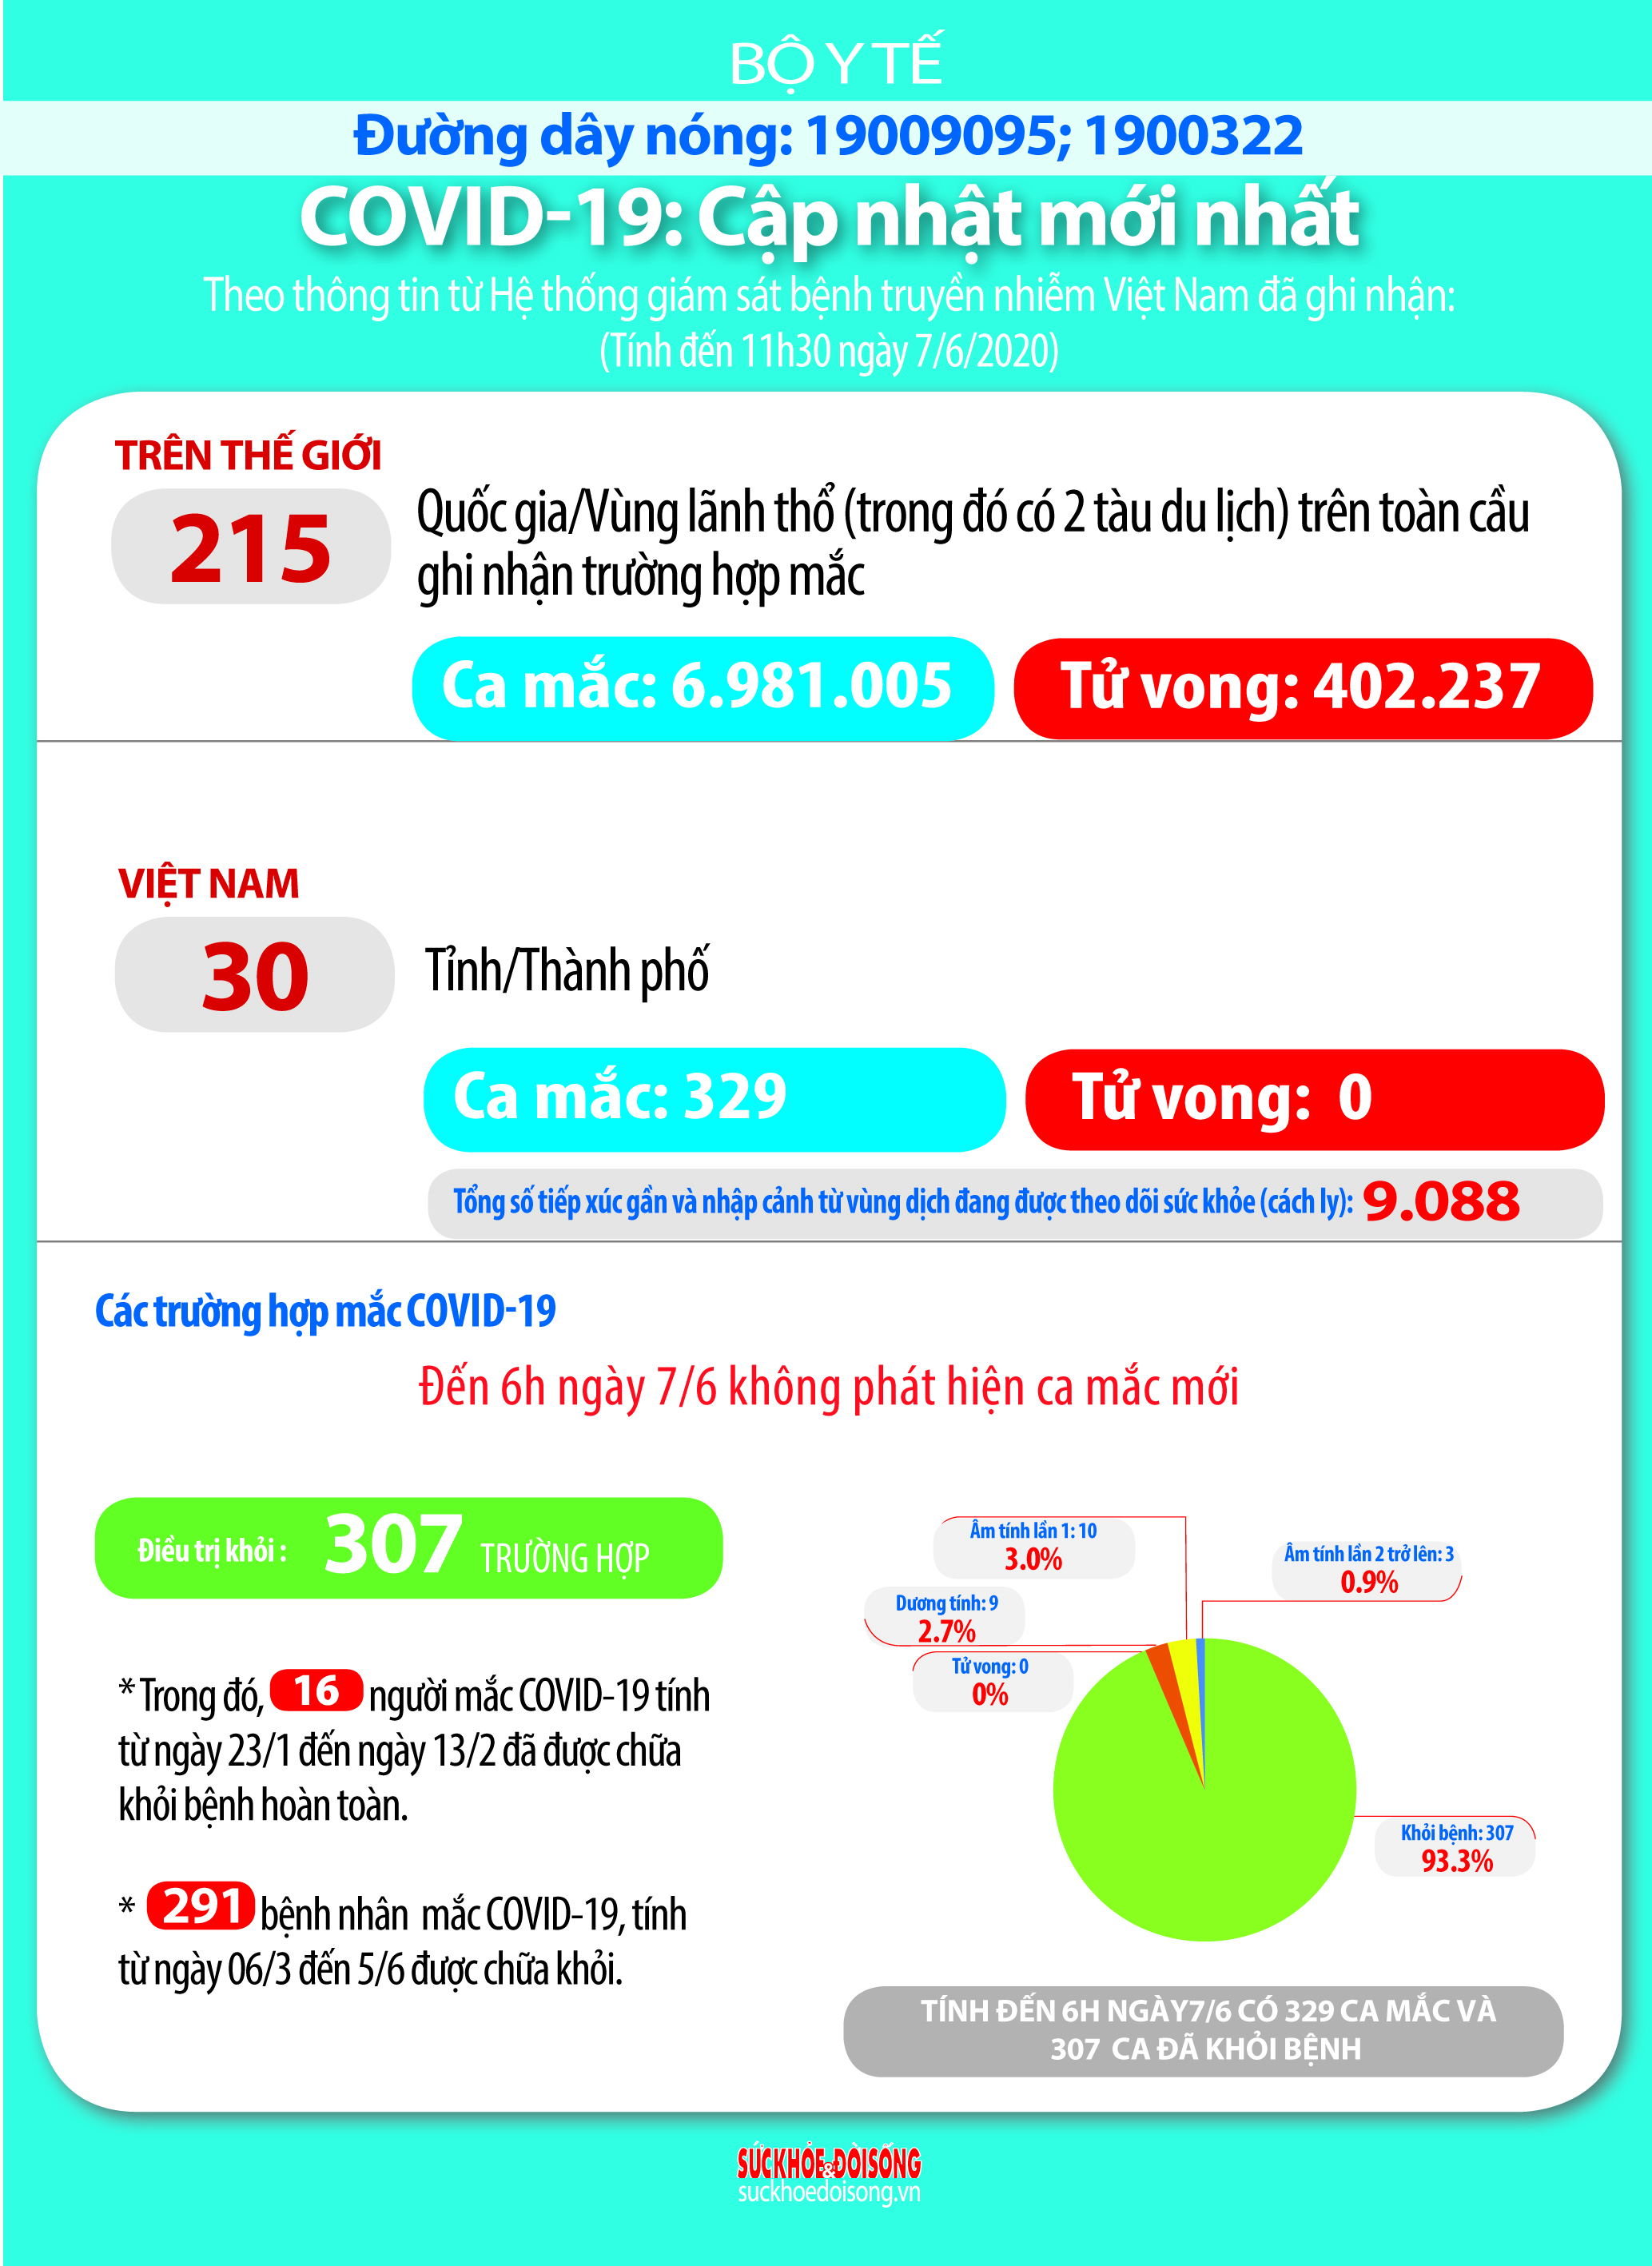 BỘ Y TẾ
Đường dây nóng: 19009095; 1900322
COVID-19: Cập nhật mới nhất
Theo thông tin từ Hệ thống giám sát bệnh truyền nhiễm Việt Nam đã ghi nhận:
(Tính đến 11h30 ngày 7/6/2020)
TRÊN THẾ GIỚI
215
Quốc gia/Vùng lãnh thổ (trong đó có 2 tàu du lịch) trên toàn cầu
ghi nhận trường hợp mắc
Ca mắc: 6.981.005
Tử vong: 402.237
VIỆT NAM
30
Tỉnh/Thành phố
Ca mắc: 329
Tử vong: 0
Tổng số tiếp xúc gần và nhập cảnh từ vùng dịch đang được theo dõi sức khỏe (cách ly): 9.088
Các trường hợp mắc COVID-19
Đến 6h ngày 7/6 không phát hiện ca mắc mới
Điều trị khỏi : 307 TRƯỜNG HỢP
* Trong đó, 16 người mắc COVID-19 tính
từ ngày 23/1 đến ngày 13/2 đã được chữa
khỏi bệnh hoàn toàn.
* 291 bệnh nhân mắc COVID-19, tính
từ ngày 06/3 đến 5/6 được chữa khỏi.
Âm tính lần 1: 10
3.0%
Âm tính lần 2 trở lên: 3
0.9%
Dương tính: 9
2.7%
Tử vong: 0
0%
Khỏi bệnh: 307
93.3%
TÍNH ĐẾN 6H NGÀY7/6 CÓ 329 CA MẮC VÀ
307 CA ĐÃ KHỎI BỆNH
SỨCKHỎE&ĐỜISỐNG
suckhoedoisong.vn